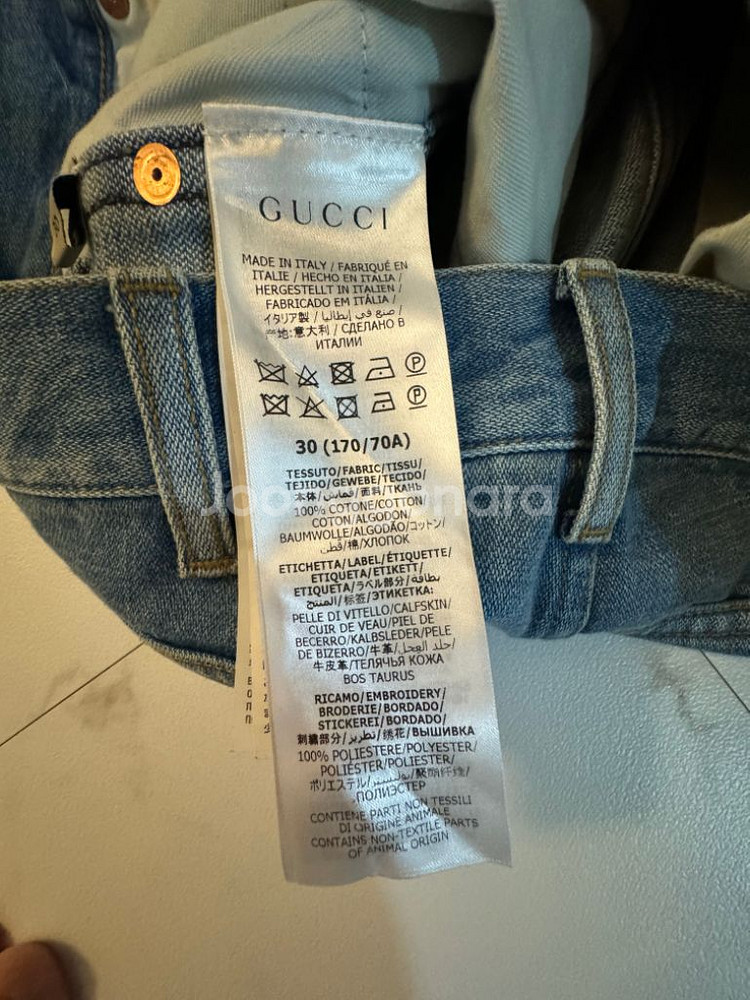 GUCCI
MADE IN ITALY / FABRIQUÉ EN
ITALIE / HECHO EN ITALIA /
HERGESTELLT IN ITALIEN /
FABRICADO EM ITÁLIA /
イタリア製 / صنع في إيطاليا /
产地:意大利 / СДЕЛАНО В
ИТАЛИИ
30 (170/70A)
TESSUTO/FABRIC/TISSU/
TEJIDO/GEWEBE/TECIDO/
本体/قماش/面料/ТКАНЬ
100% COTONE/COTTON/
COTON/ALGODÓN/
BAUMWOLLE/ALGODÃO/コットン/
قطن/棉/ХЛОПОК
ETICHETTA/LABEL/ÉTIQUETTE/
ETIQUETA/ETIKETT/
ETIQUETA/ラベル部分/بطاقة
المنتج/标签/ЭТИКЕТКА:
PELLE DI VITELLO/CALFSKIN/
CUIR DE VEAU/PIEL DE
BECERRO/KALBSLEDER/PELE
DE BIZERRO/牛革/جلد العجل/
牛皮革/ТЕЛЯЧЬЯ КОЖА
BOS TAURUS
RICAMO/EMBROIDERY/
BRODERIE/BORDADO/
STICKEREI/BORDADO/
刺繍部分/تطريز/绣花/ВЫШИВКА
100% POLIESTERE/POLYESTER/
POLYESTER/POLIÉSTER/
ポリエステル/بوليستر/聚酯纤维/
ПОЛИЭСТЕР
CONTIENE PARTI NON TESSILI
DI ORIGINE ANIMALE
CONTAINS NON-TEXTILE PARTS
OF ANIMAL ORIGIN